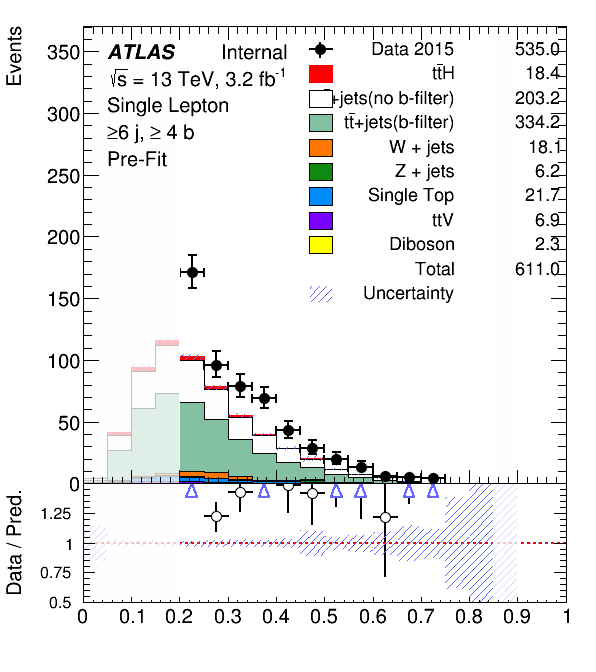 Events
350
300
250
200
150
100
50
0
ATLAS Internal
√s = 13 TeV, 3.2 fb-1
Single Lepton
≥6 j, ≥ 4 b
Pre-Fit
Data 2015 535.0
tt̄H 18.4
+jets(no b-filter) 203.2
tt̄+jets(b-filter) 334.2
W + jets 18.1
Z + jets 6.2
Single Top 21.7
ttV 6.9
Diboson 2.3
Total 611.0
Uncertainty
Data / Pred.
1.25
1
0.75
0.5
0 0.1 0.2 0.3 0.4 0.5 0.6 0.7 0.8 0.9 1